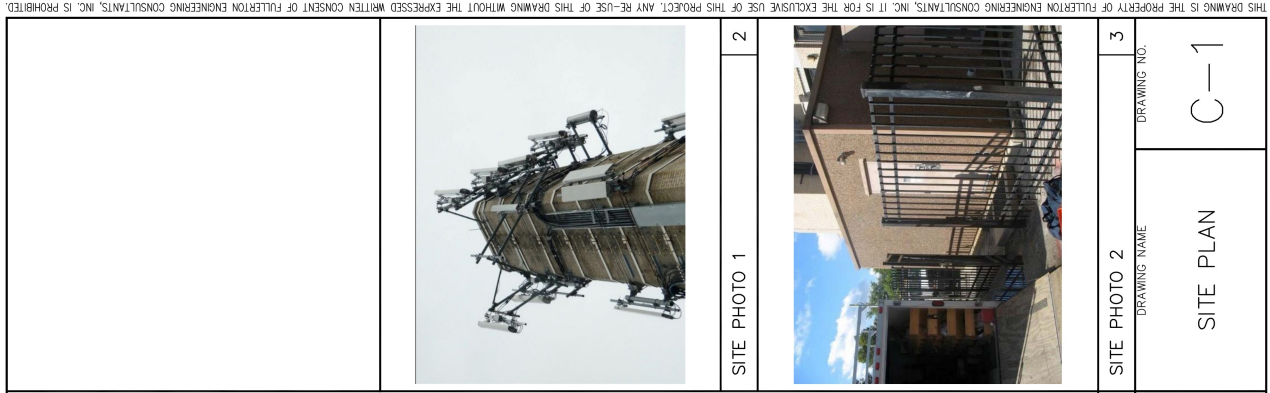 THIS DRAWING IS THE PROPERTY OF FULLERTON ENGINEERING CONSULTANTS, INC. IT IS FOR THE EXCLUSIVE USE OF THIS PROJECT. ANY RE-USE OF THIS DRAWING WITHOUT THE EXPRESSED WRITTEN CONSENT OF FULLERTON ENGINEERING CONSULTANTS, INC. IS PROHIBITED.
SITE PHOTO 1
2
SITE PHOTO 2
3
DRAWING NAME
SITE PLAN
DRAWING NO.
C-1